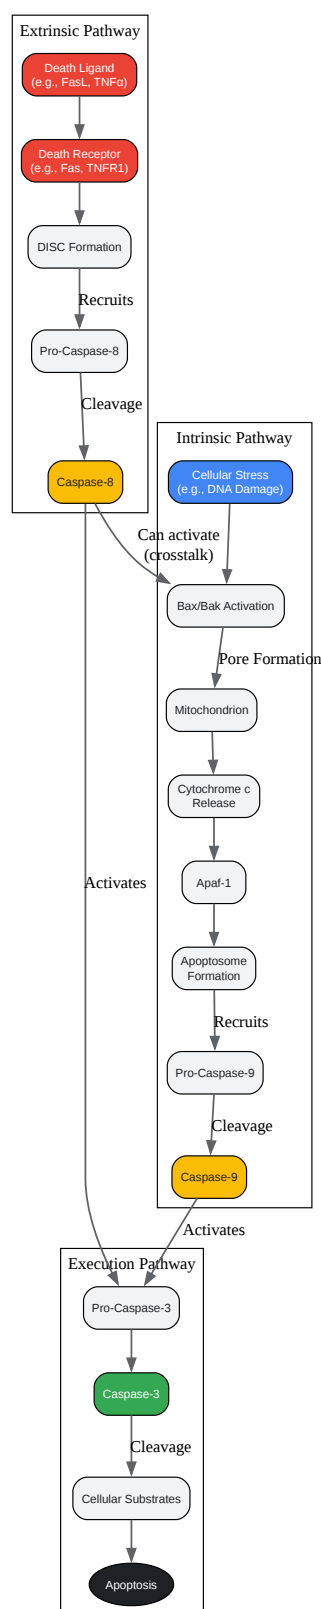 Extrinsic Pathway
Death Ligand
(e.g., FasL, TNFα)
Death Receptor
(e.g., Fas, TNFR1)
DISC Formation
Recruits
Pro-Caspase-8
Cleavage
Caspase-8
Intrinsic Pathway
Cellular Stress
(e.g., DNA Damage)
Can activate
(crosstalk)
Bax/Bak Activation
Pore Formation
Mitochondrion
Cytochrome c
Release
Activates
Apaf-1
Apoptosome
Formation
Recruits
Pro-Caspase-9
Cleavage
Caspase-9
Activates
Execution Pathway
Pro-Caspase-3
Caspase-3
Cleavage
Cellular Substrates
Apoptosis